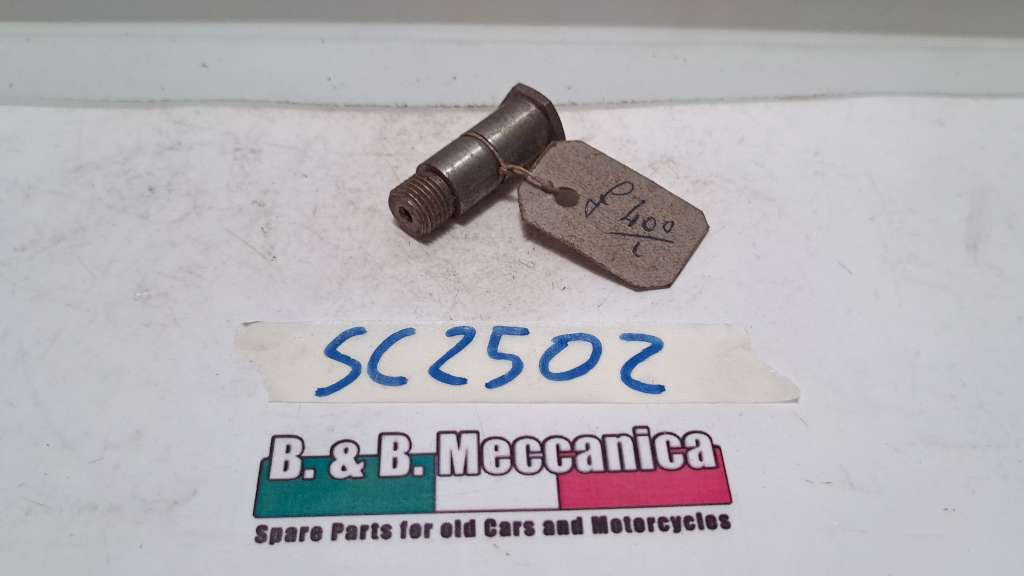 400
SC2502
B. & B. Meccanica
Spare Parts for old Cars and Motorcycles